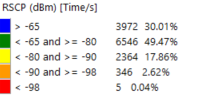 RSCP (dBm) [Time/s]
> -65 3972 30.01%
< -65 and >= -80 6546 49.47%
< -80 and >= -90 2364 17.86%
< -90 and >= -98 346 2.62%
< -98 5 0.04%